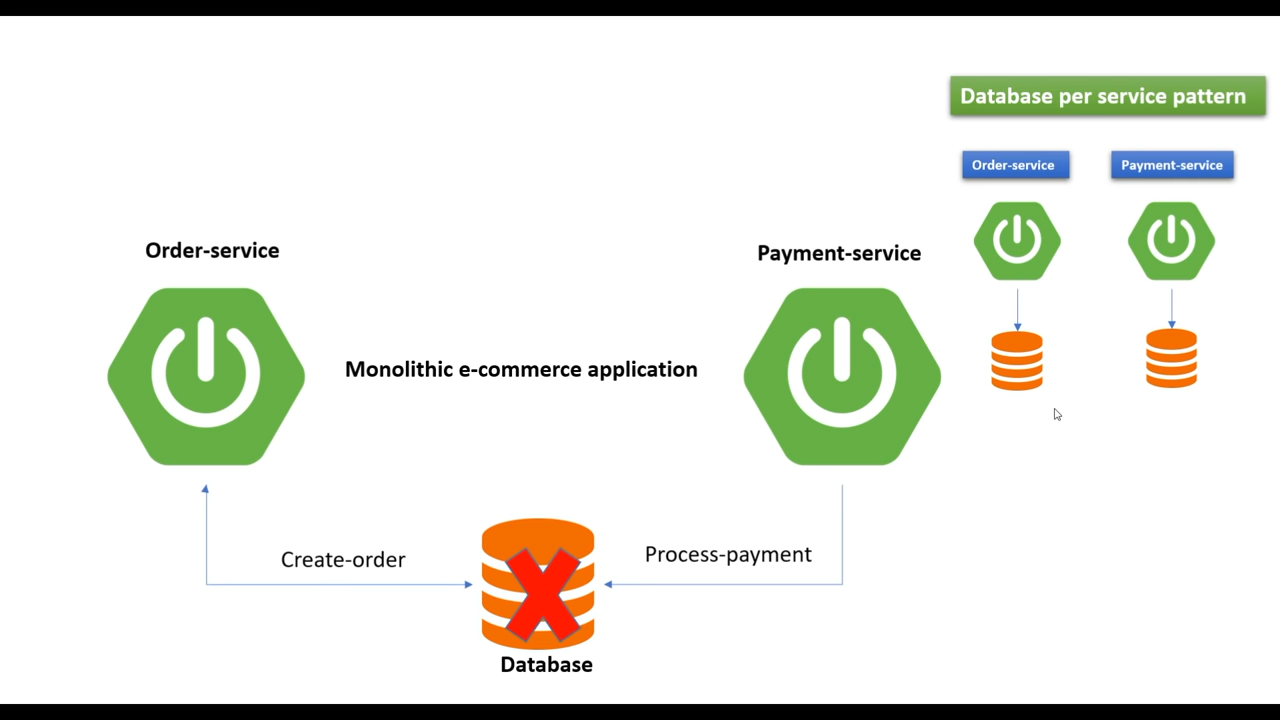 Database per service pattern
Order-service
Payment-service
Order-service
Payment-service
Monolithic e-commerce application
Create-order
Process-payment
Database